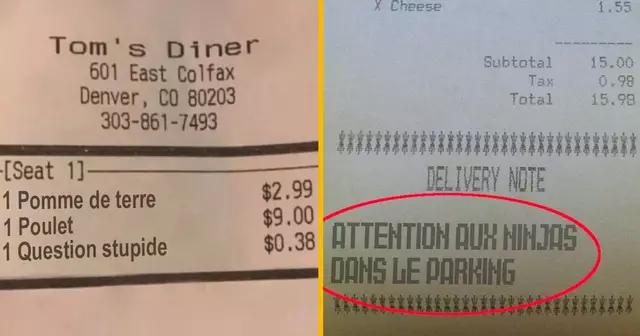 Tom's Diner
601 East Colfax
Denver, CO 80203
303-861-7493
[Seat 1]
1 Pomme de terre $2.99
1 Poulet $9.00
1 Question stupide $0.38
X Cheese 1.55
Subtotal 15.00
Tax 0.98
Total 15.98
DELIVERY NOTE
ATTENTION AUX NINJAS
DANS LE PARKING